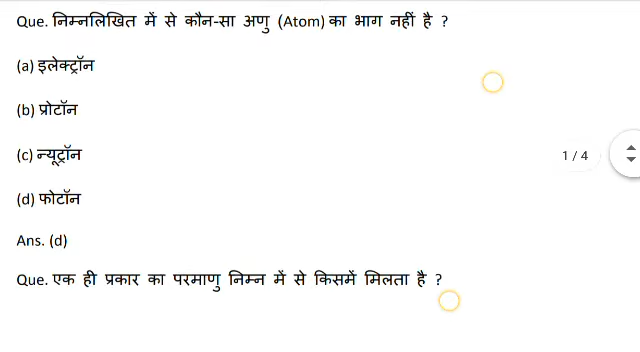 Que. निम्नलिखित में से कौन-सा अणु (Atom) का भाग नहीं है ?
(a) इलेक्ट्रॉन
(b) प्रोटॉन
(c) न्यूट्रॉन
1 / 4
(d) फोटॉन
Ans. (d)
Que. एक ही प्रकार का परमाणु निम्न में से किसमें मिलता है ?